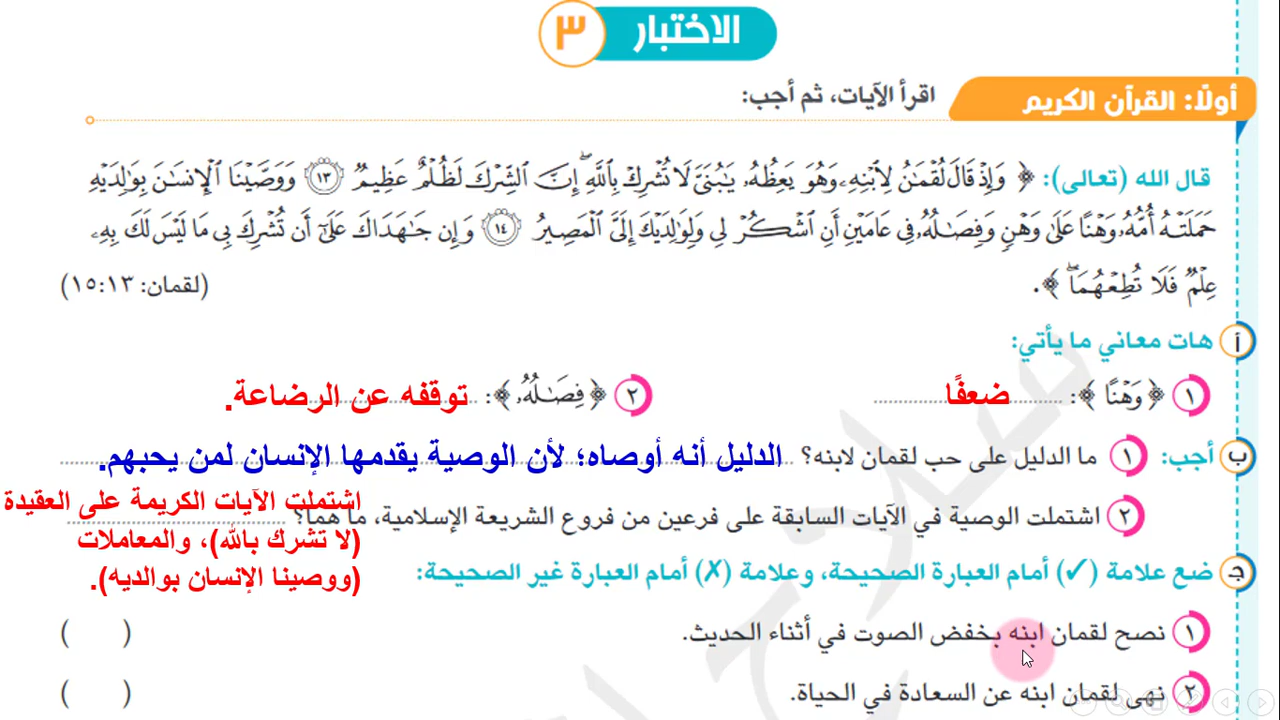 الاختبار ٣
أولًا: القرآن الكريم اقرأ الآيات، ثم أجب:
قال الله (تعالى): ﴿ وَإِذْ قَالَ لُقْمَٰنُ لِٱبْنِهِۦ وَهُوَ يَعِظُهُۥ يَٰبُنَىَّ لَا تُشْرِكْ بِٱللَّهِ ۖ إِنَّ ٱلشِّرْكَ لَظُلْمٌ عَظِيمٌ ١٣ وَوَصَّيْنَا ٱلْإِنسَٰنَ بِوَٰلِدَيْهِ
حَمَلَتْهُ أُمُّهُۥ وَهْنًا عَلَىٰ وَهْنٍ وَفِصَٰلُهُۥ فِى عَامَيْنِ أَنِ ٱشْكُرْ لِى وَلِوَٰلِدَيْكَ إِلَىَّ ٱلْمَصِيرُ ١٤ وَإِن جَٰهَدَاكَ عَلَىٰٓ أَن تُشْرِكَ بِى مَا لَيْسَ لَكَ بِهِۦ
عِلْمٌ فَلَا تُطِعْهُمَا ۖ ﴾. (لقمان: ١٥:١٣)
أ هات معاني ما يأتي:
١ ﴿ وَهْنًا ﴾: ضعفًا ٢ ﴿ فِصَٰلُهُۥ ﴾: توقفه عن الرضاعة.
ب أجب: ١ ما الدليل على حب لقمان لابنه؟ الدليل أنه أوصاه؛ لأن الوصية يقدمها الإنسان لمن يحبهم.
٢ اشتملت الوصية في الآيات السابقة على فرعين من فروع الشريعة الإسلامية، ما هما؟
اشتملت الآيات الكريمة على العقيدة
(لا تشرك بالله)، والمعاملات
(ووصينا الإنسان بوالديه).
جـ ضع علامة (✓) أمام العبارة الصحيحة، وعلامة (✗) أمام العبارة غير الصحيحة:
١ نصح لقمان ابنه بخفض الصوت في أثناء الحديث. ( )
٢ نهى لقمان ابنه عن السعادة في الحياة. ( )